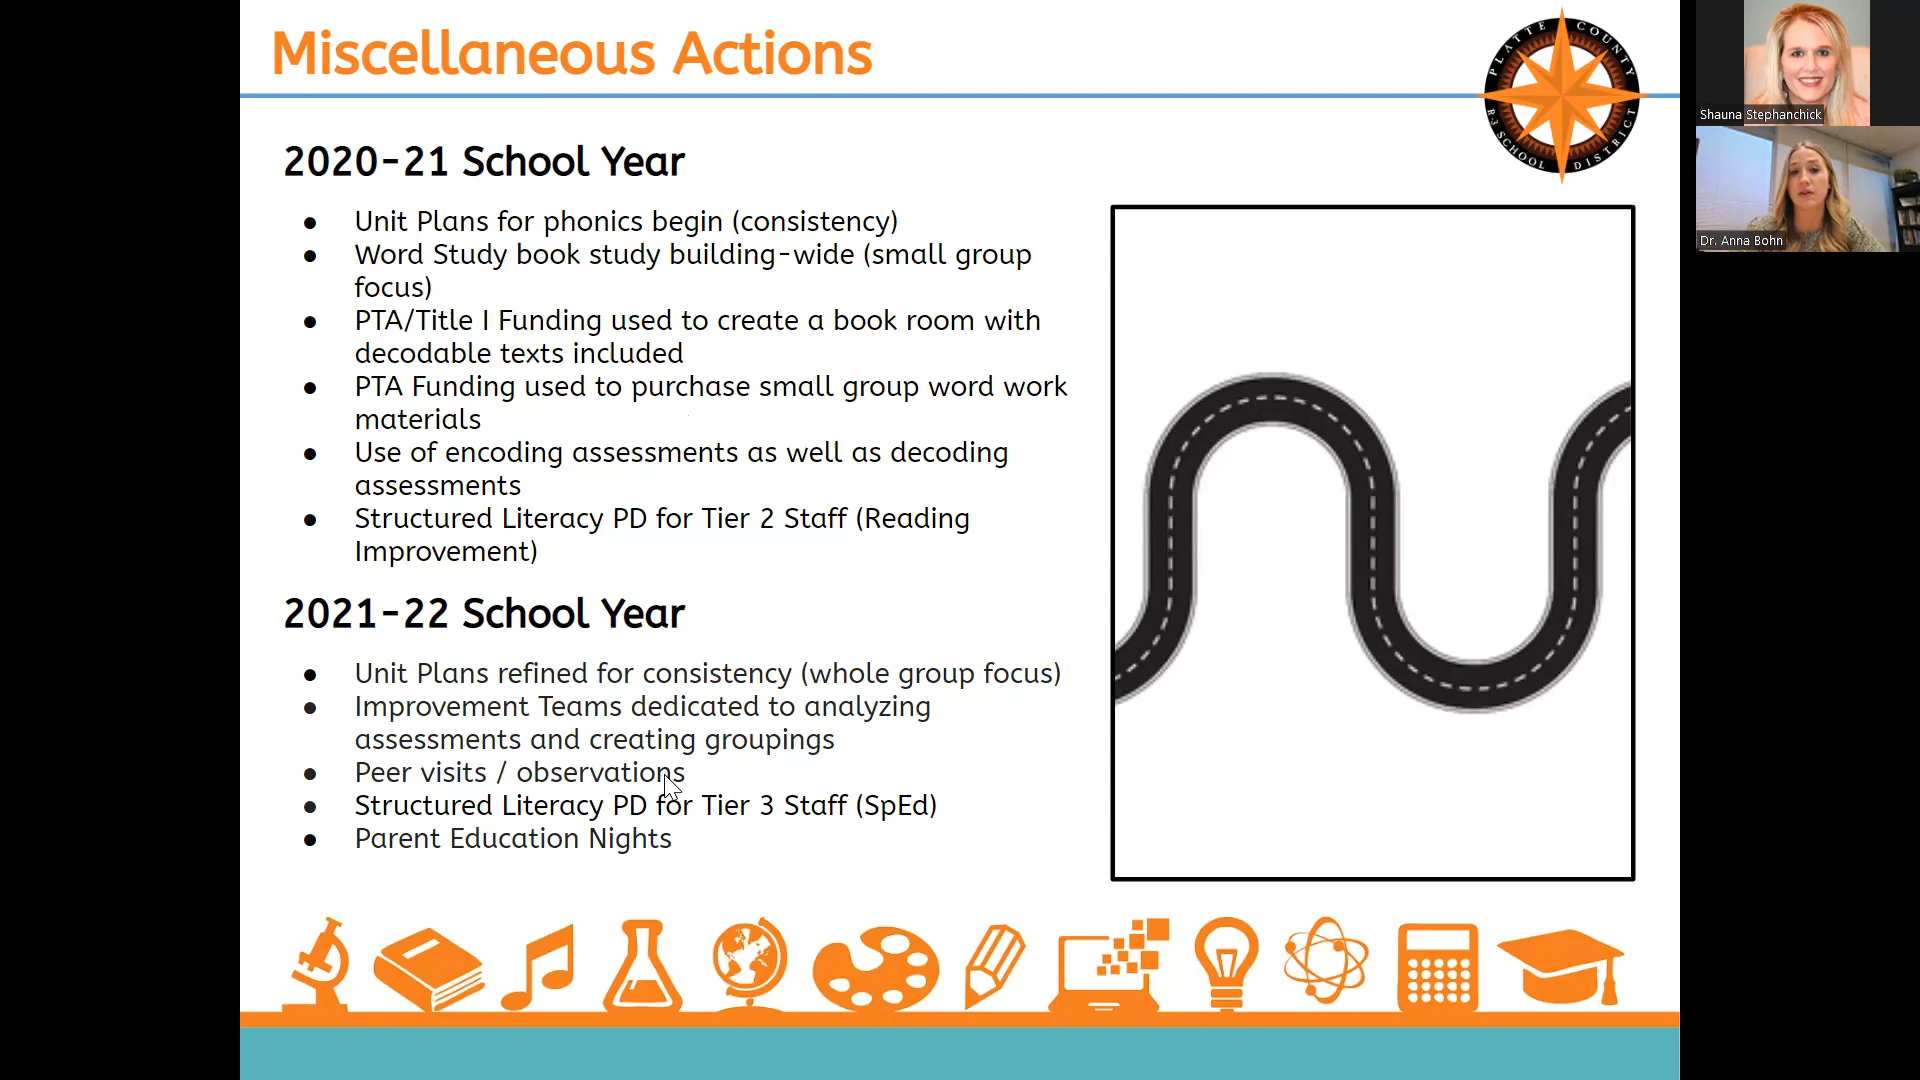 Miscellaneous Actions
PLATTE COUNTY
R3 SCHOOL DISTRICT
2020-21 School Year
● Unit Plans for phonics begin (consistency)
● Word Study book study building-wide (small group
focus)
● PTA/Title I Funding used to create a book room with
decodable texts included
● PTA Funding used to purchase small group word work
materials
● Use of encoding assessments as well as decoding
assessments
● Structured Literacy PD for Tier 2 Staff (Reading
Improvement)
2021-22 School Year
● Unit Plans refined for consistency (whole group focus)
● Improvement Teams dedicated to analyzing
assessments and creating groupings
● Peer visits / observations
● Structured Literacy PD for Tier 3 Staff (SpEd)
● Parent Education Nights
Shauna Stephanchick
Dr. Anna Bohn